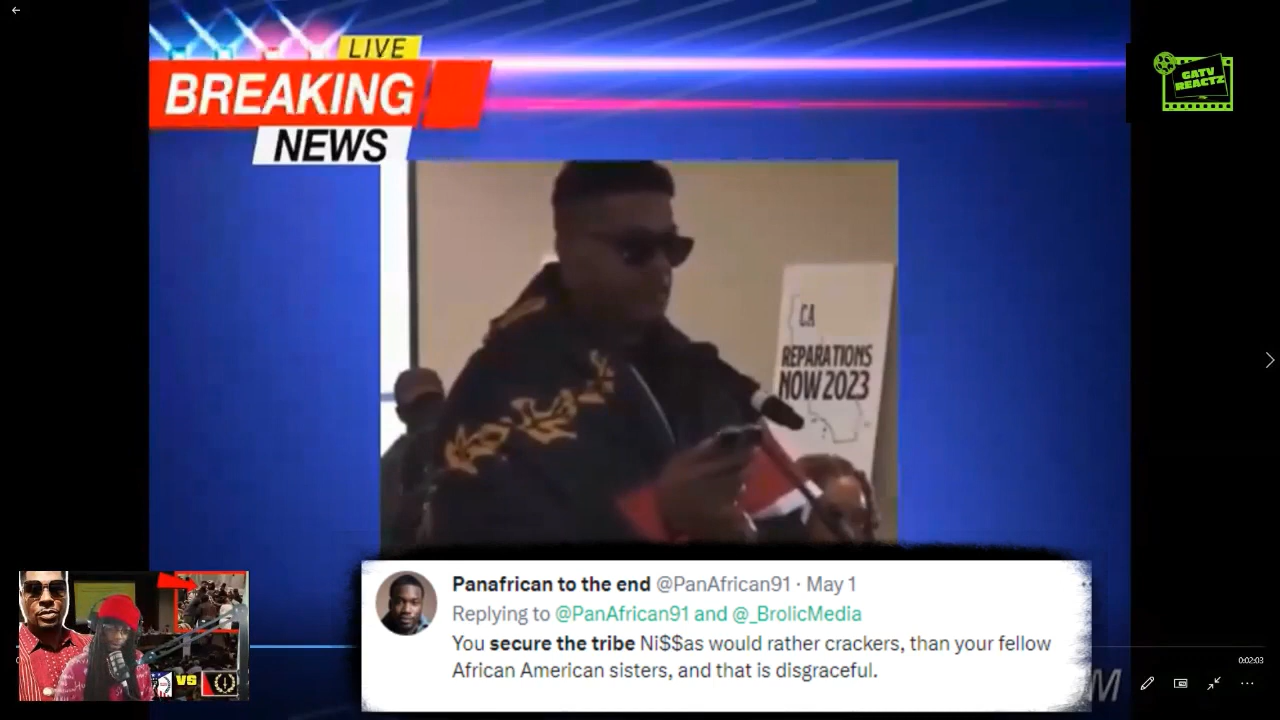 LIVE
BREAKING
NEWS
GATV
REACTZ
CA
REPARATIONS
NOW 2023
Panafrican to the end @PanAfrican91 · May 1
Replying to @PanAfrican91 and @_BrolicMedia
You secure the tribe Ni$$as would rather crackers, than your fellow
African American sisters, and that is disgraceful.
VS
0:02:03